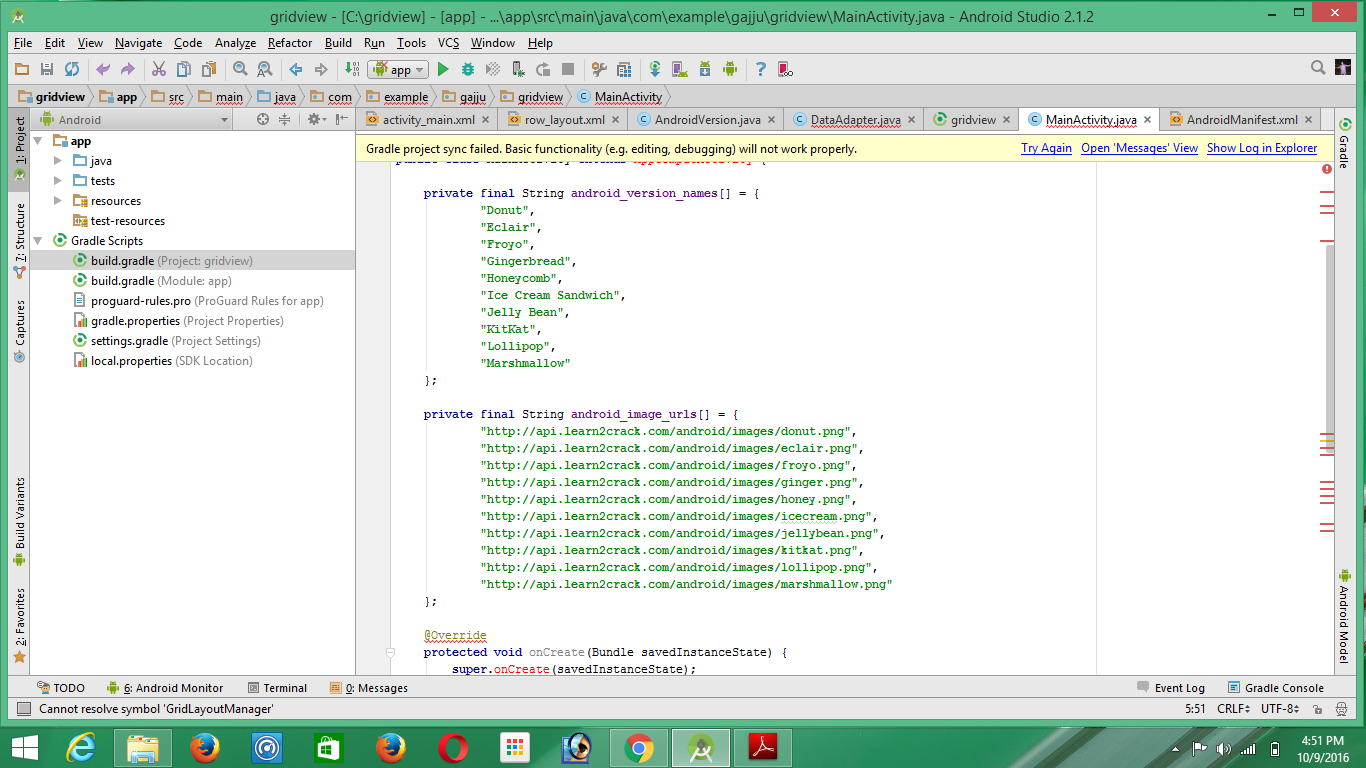 gridview - [C:\gridview] - [app] - ...\app\src\main\java\com\example\gajju\gridview\MainActivity.java - Android Studio 2.1.2
File Edit View Navigate Code Analyze Refactor Build Run Tools VCS Window Help
app
gridview app src main java com example gajju gridview MainActivity
Android
activity_main.xml row_layout.xml AndroidVersion.java DataAdapter.java gridview MainActivity.java AndroidManifest.xml
Gradle project sync failed. Basic functionality (e.g. editing, debugging) will not work properly. Try Again Open 'Messages' View Show Log in Explorer
1: Project
7: Structure
Captures
Build Variants
2: Favorites
app
java
tests
resources
test-resources
Gradle Scripts
build.gradle (Project: gridview)
build.gradle (Module: app)
proguard-rules.pro (ProGuard Rules for app)
gradle.properties (Project Properties)
settings.gradle (Project Settings)
local.properties (SDK Location)
private final String android_version_names[] = {
"Donut",
"Eclair",
"Froyo",
"Gingerbread",
"Honeycomb",
"Ice Cream Sandwich",
"Jelly Bean",
"KitKat",
"Lollipop",
"Marshmallow"
};
private final String android_image_urls[] = {
"http://api.learn2crack.com/android/images/donut.png",
"http://api.learn2crack.com/android/images/eclair.png",
"http://api.learn2crack.com/android/images/froyo.png",
"http://api.learn2crack.com/android/images/ginger.png",
"http://api.learn2crack.com/android/images/honey.png",
"http://api.learn2crack.com/android/images/icecream.png",
"http://api.learn2crack.com/android/images/jellybean.png",
"http://api.learn2crack.com/android/images/kitkat.png",
"http://api.learn2crack.com/android/images/lollipop.png",
"http://api.learn2crack.com/android/images/marshmallow.png"
};
@Override
protected void onCreate(Bundle savedInstanceState) {
super.onCreate(savedInstanceState);
Gradle
Android Model
TODO 6: Android Monitor Terminal 0: Messages Event Log Gradle Console
Cannot resolve symbol 'GridLayoutManager' 5:51 CRLF UTF-8
4:51 PM
10/9/2016